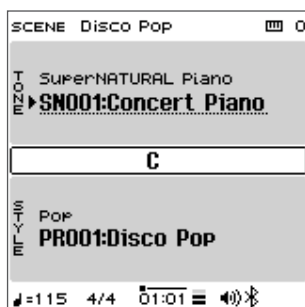 SCENE Disco Pop 0
TONE
SuperNATURAL Piano
SN001:Concert Piano
C
STYLE
Pop
PR001:Disco Pop
♩=115 4/4 01:01